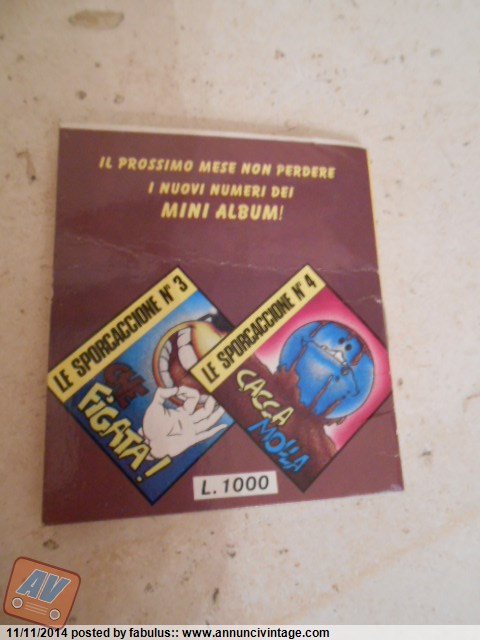 IL PROSSIMO MESE NON PERDERE
I NUOVI NUMERI DEI
MINI ALBUM!
LE SPORCACCIONE N° 3
CHE
FIGATA!
LE SPORCACCIONE N° 4
CACCA
MOLLA
L. 1000
AV
11/11/2014 posted by fabulus:: www.annuncivintage.com